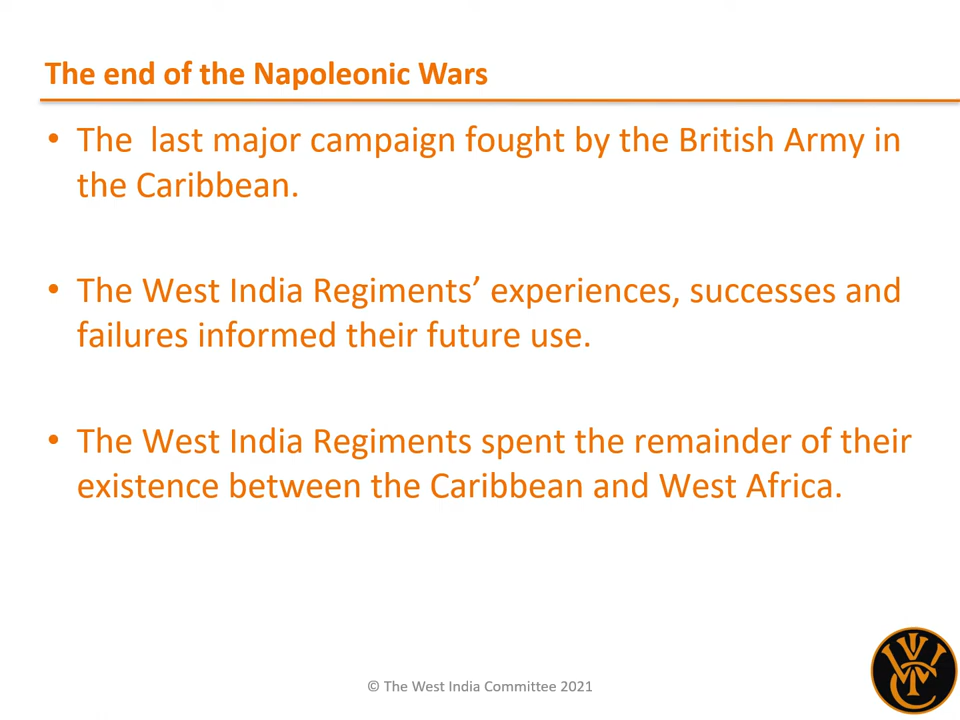 The end of the Napoleonic Wars
• The  last major campaign fought by the British Army in
the Caribbean.
• The West India Regiments’ experiences, successes and
failures informed their future use.
• The West India Regiments spent the remainder of their
existence between the Caribbean and West Africa.
© The West India Committee 2021
WIC